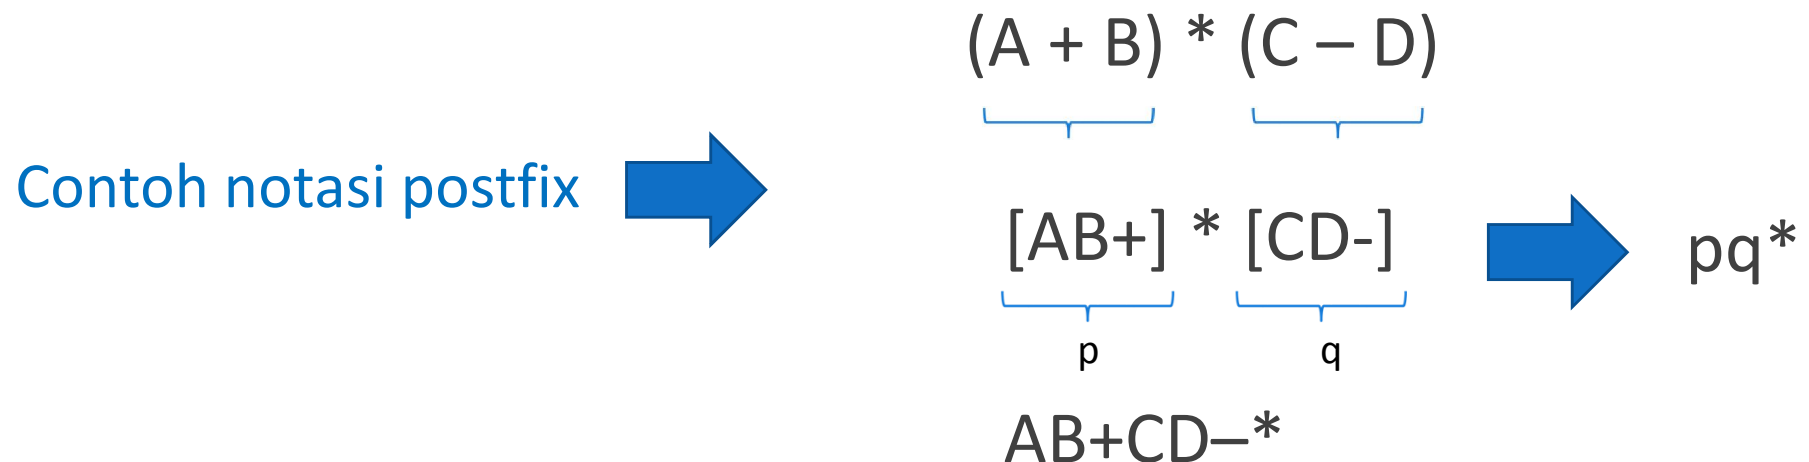 (A + B) * (C – D)
Contoh notasi postfix
[AB+] * [CD-]
pq*
p q
AB+CD–*